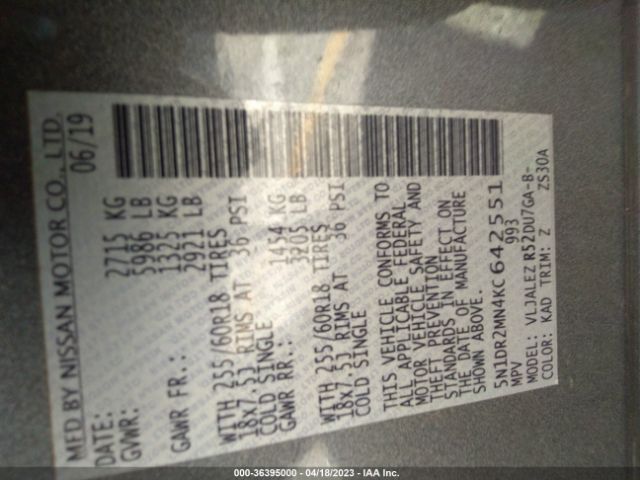 MFD BY NISSAN MOTOR CO., LTD.
DATE: 06/19
GVWR: 2715 KG
5986 LB
GAWR FR.: 1325 KG
2921 LB
WITH 255/60R18 TIRES
18x7.5J RIMS AT 36 PSI
COLD SINGLE
GAWR RR.: 1454 KG
3205 LB
WITH 255/60R18 TIRES
18x7.5J RIMS AT 36 PSI
COLD SINGLE
THIS VEHICLE CONFORMS TO
ALL APPLICABLE FEDERAL
MOTOR VEHICLE SAFETY AND
THEFT PREVENTION
STANDARDS IN EFFECT ON
THE DATE OF MANUFACTURE
SHOWN ABOVE.
5N1DR2MN4KC642551
MPV 993
MODEL: VL1ALEZ R52DU7GA-B-
COLOR: KAD TRIM: Z ZS30A
000-36395000 — 04/18/2023 — IAA Inc.